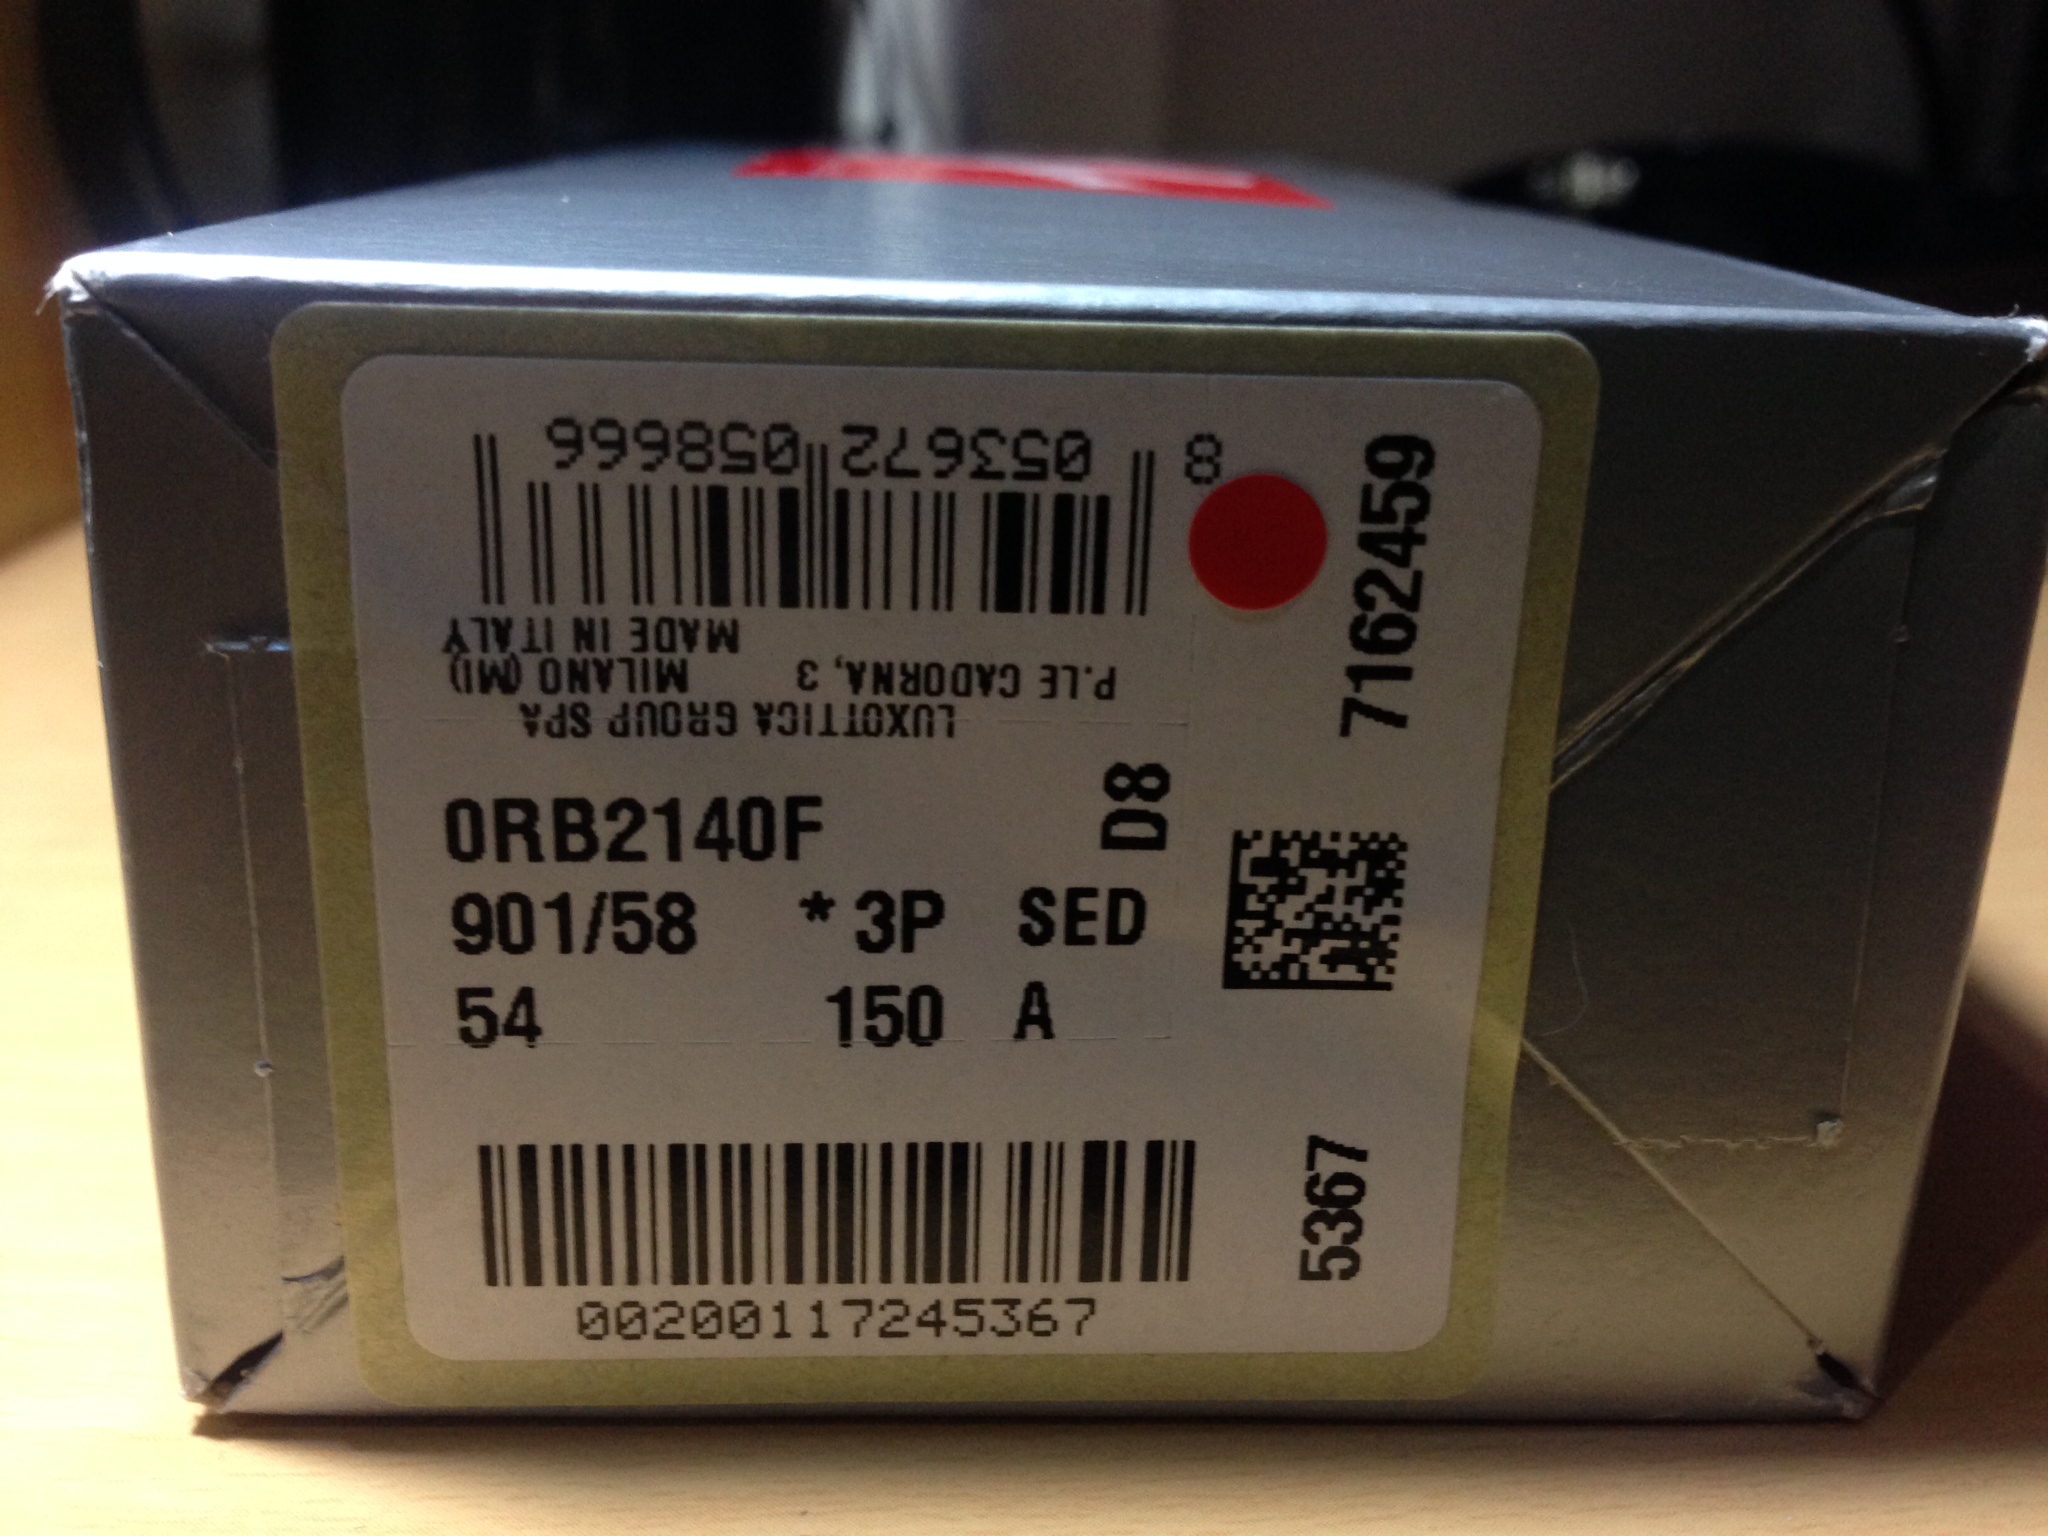 8 053672 058666
MADE IN ITALY
P.LE CADORNA, 3 MILANO (MI)
LUXOTTICA GROUP SPA
7162459
0RB2140F
D8
901/58 * 3P SED
54 150 A
5367
00200117245367